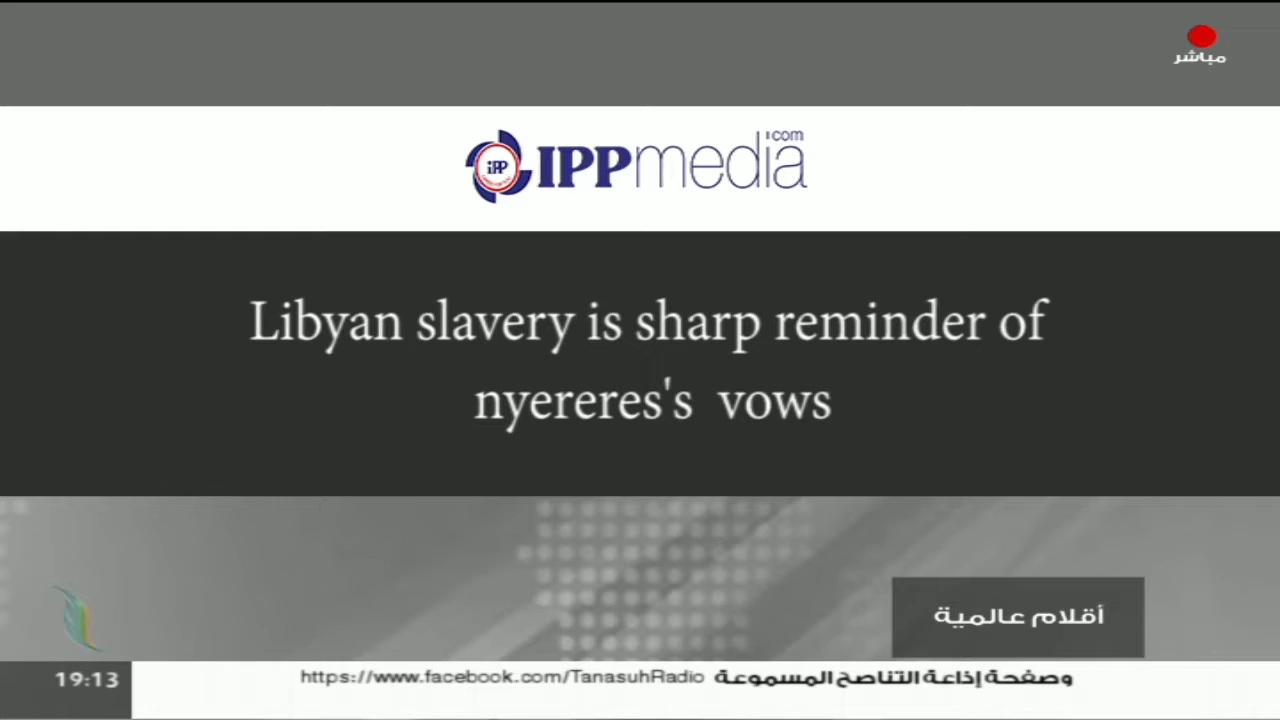 مباشر
iPP
IPPmedia.com
Libyan slavery is sharp reminder of
nyereres's vows
أقلام عالمية
19:13
وصفحة إذاعة التناصح المسموعة https://www.facebook.com/TanasuhRadio